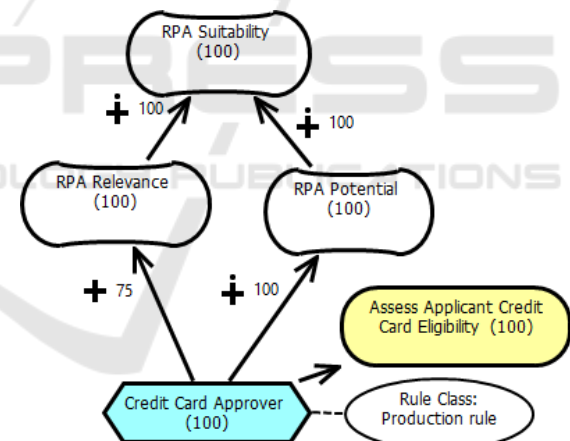 RPA Suitability
(100)
100
100
RPA Relevance
(100)
RPA Potential
(100)
75
100
Assess Applicant Credit
Card Eligibility (100)
Credit Card Approver
(100)
Rule Class:
Production rule